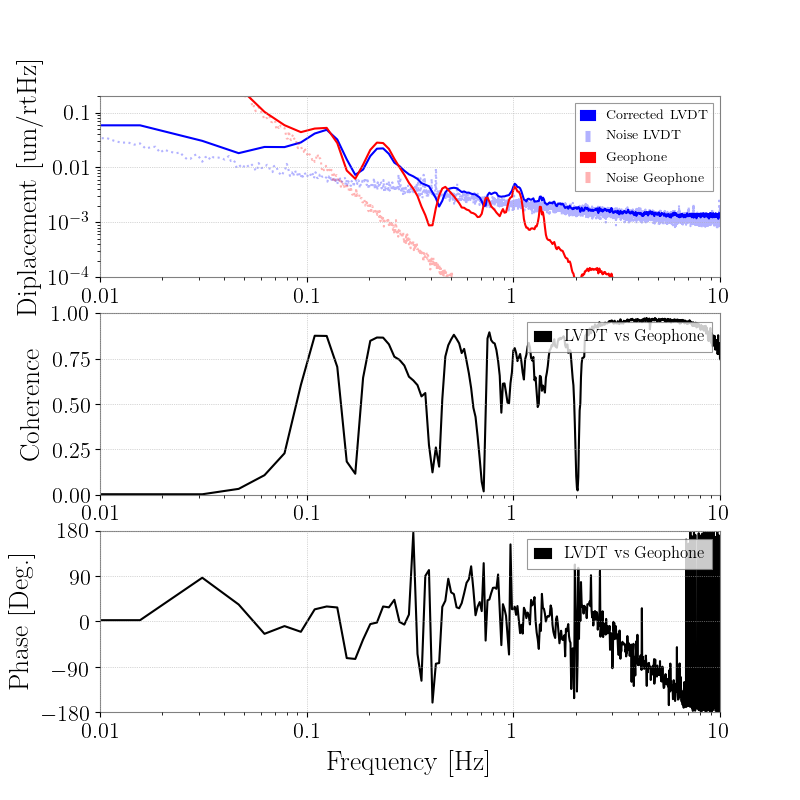 Diplacement [um/rtHz]
0.1
0.01
10⁻³
10⁻⁴
Corrected LVDT
Noise LVDT
Geophone
Noise Geophone
0.01 0.1 1 10
Coherence
1.00
0.75
0.50
0.25
0.00
LVDT vs Geophone
0.01 0.1 1 10
Phase [Deg.]
180
90
0
−90
−180
LVDT vs Geophone
0.01 0.1 1 10
Frequency [Hz]